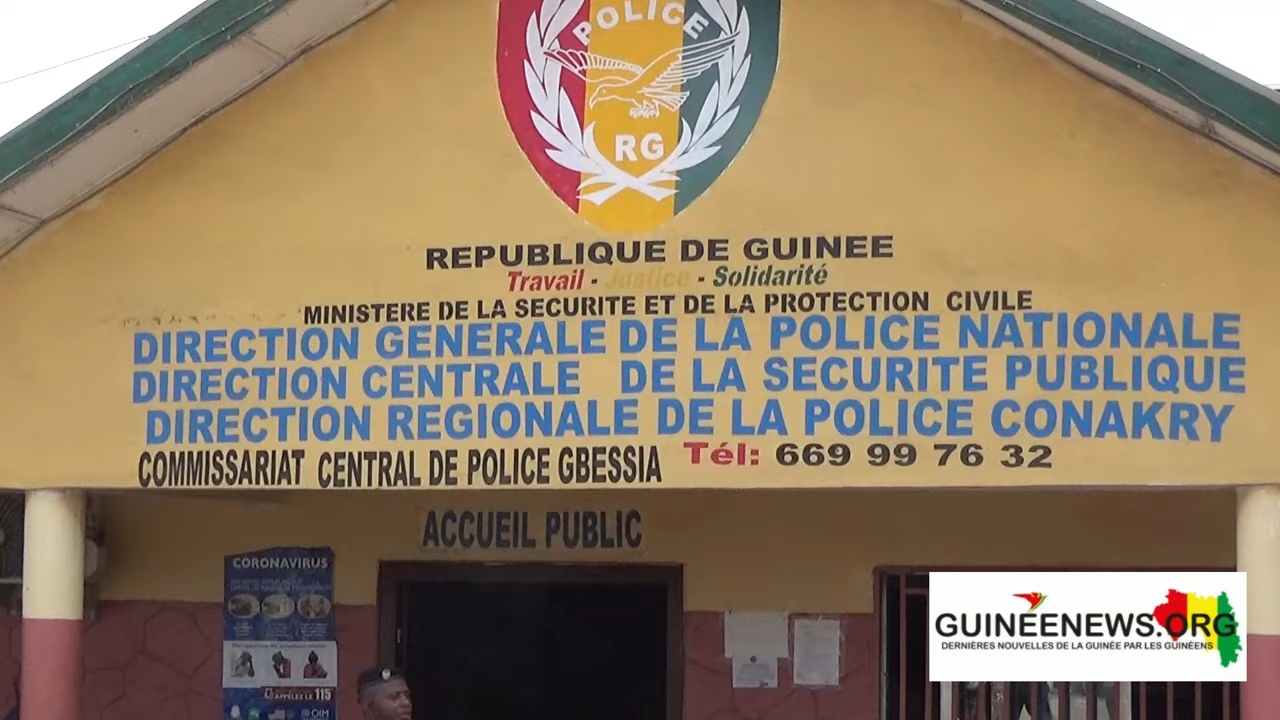 POLICE
RG
REPUBLIQUE DE GUINEE
Travail - Justice - Solidarité
MINISTERE DE LA SECURITE ET DE LA PROTECTION CIVILE
DIRECTION GENERALE DE LA POLICE NATIONALE
DIRECTION CENTRALE DE LA SECURITE PUBLIQUE
DIRECTION REGIONALE DE LA POLICE CONAKRY
COMMISSARIAT CENTRAL DE POLICE GBESSIA Tél: 669 99 76 32
ACCUEIL PUBLIC
CORONAVIRUS
APPELEZ LE 115
OIM
GUINÉENEWS.ORG
DERNIÈRES NOUVELLES DE LA GUINÉE PAR LES GUINÉENS